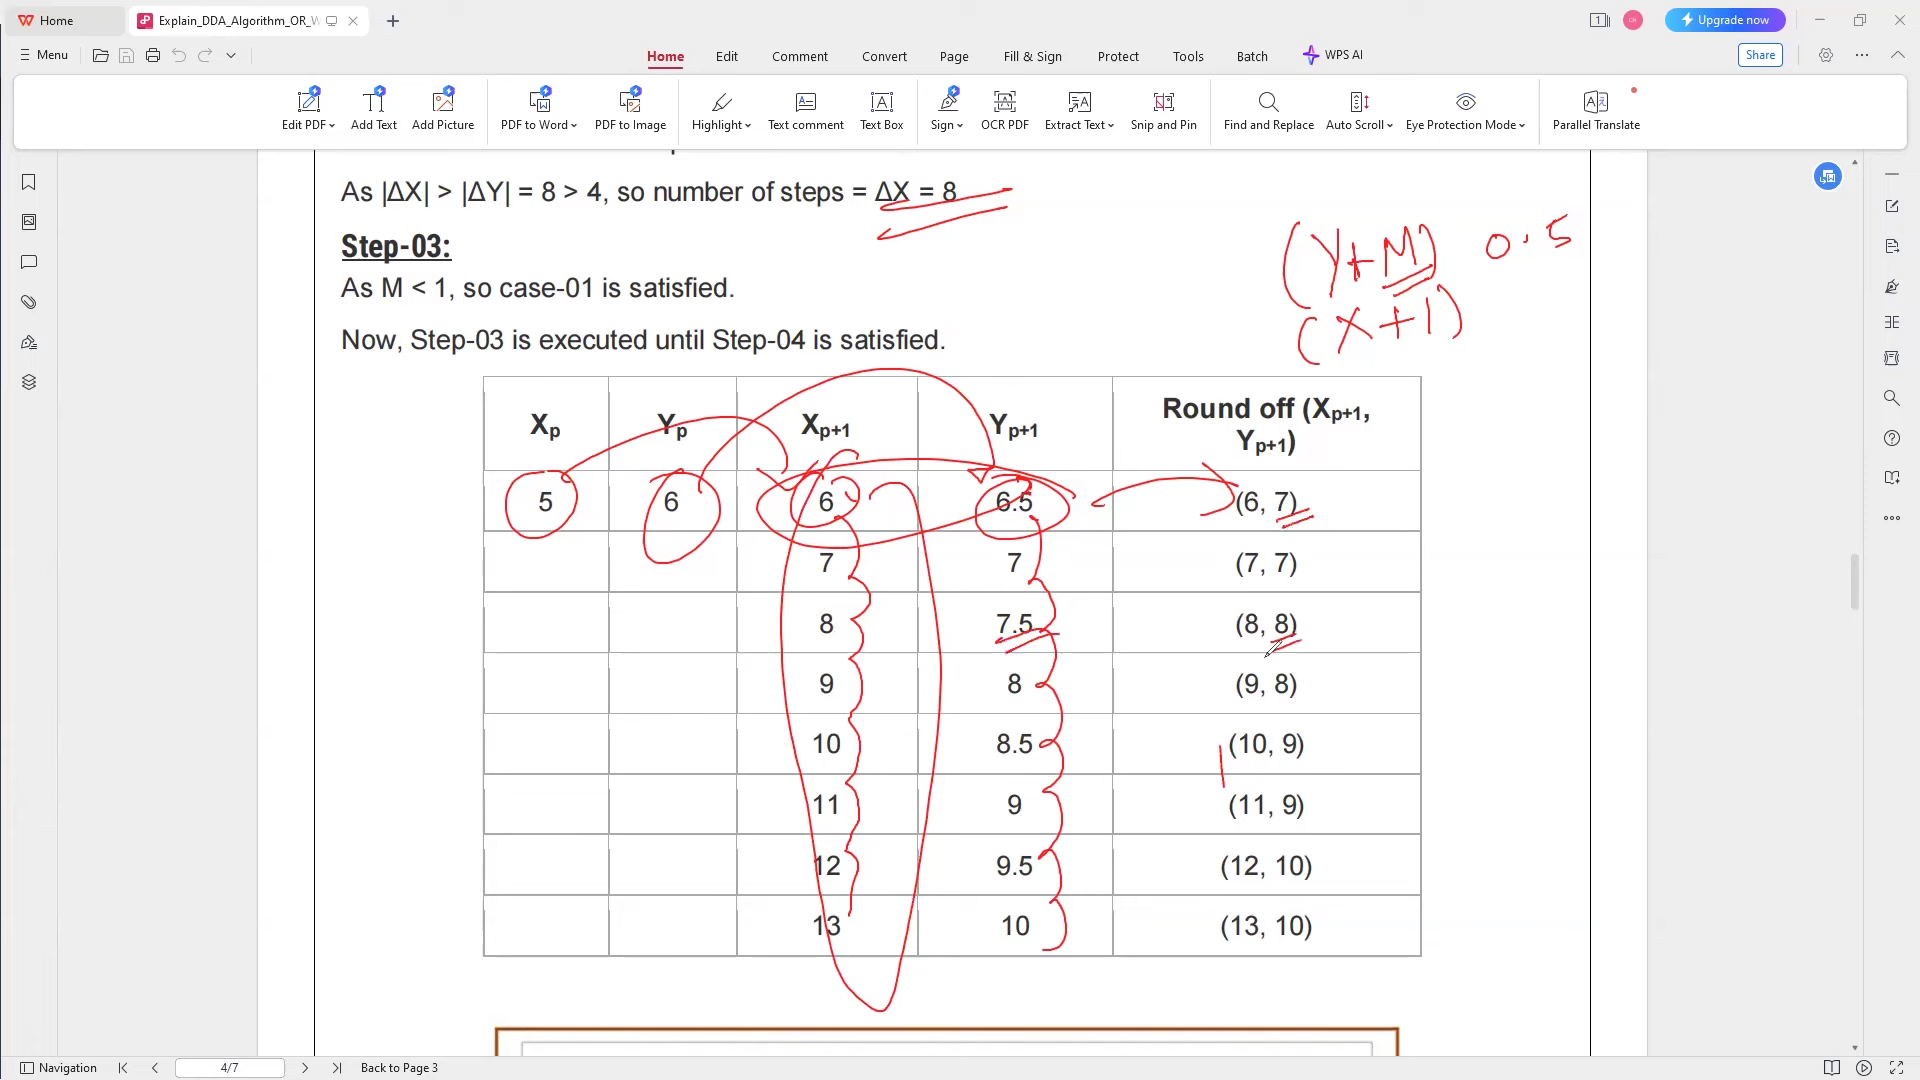 Home
Explain_DDA_Algorithm_OR_W
Upgrade now
Menu
Home Edit Comment Convert Page Fill & Sign Protect Tools Batch WPS AI
Share
Edit PDF Add Text Add Picture PDF to Word PDF to Image Highlight Text comment Text Box Sign OCR PDF Extract Text Snip and Pin Find and Replace Auto Scroll Eye Protection Mode Parallel Translate
As |ΔX| > |ΔY| = 8 > 4, so number of steps = ΔX = 8
Step-03:
As M < 1, so case-01 is satisfied.
Now, Step-03 is executed until Step-04 is satisfied.
(Y+M) 0.5
(X+1)
Xp Yp Xp+1 Yp+1 Round off (Xp+1,
Yp+1)
5 6 6 6.5 (6, 7)
7 7 (7, 7)
8 7.5 (8, 8)
9 8 (9, 8)
10 8.5 (10, 9)
11 9 (11, 9)
12 9.5 (12, 10)
13 10 (13, 10)
Navigation 4/7 Back to Page 3